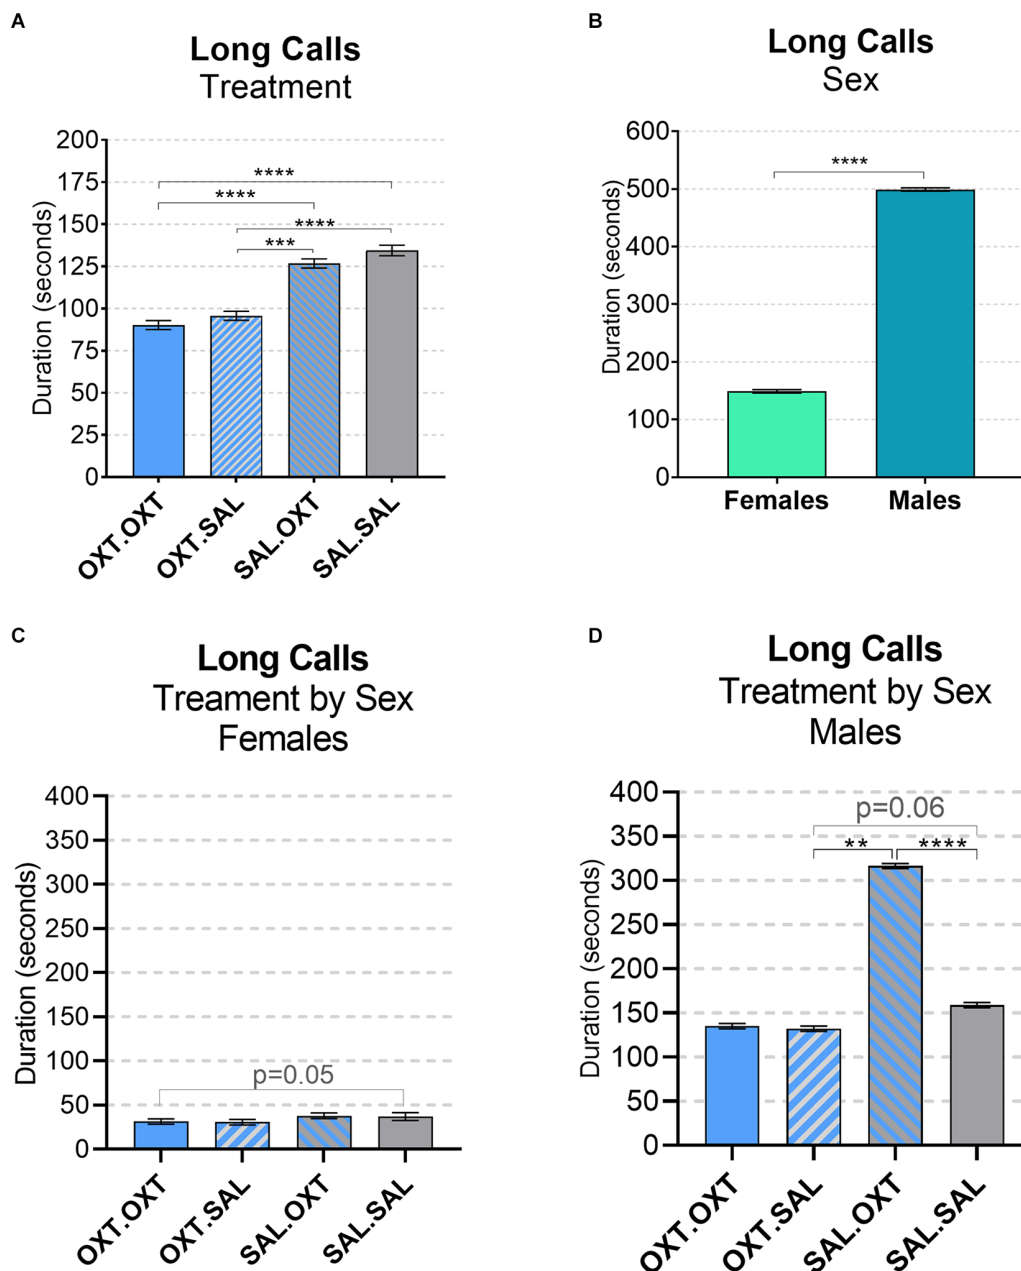 A
Long Calls
Treatment
Duration (seconds)
200
175
150
125
100
75
50
25
0
****
****
****
***
OXT.OXT
OXT.SAL
SAL.OXT
SAL.SAL
B
Long Calls
Sex
Duration (seconds)
600
500
400
300
200
100
0
****
Females
Males
C
Long Calls
Treament by Sex
Females
Duration (seconds)
400
350
300
250
200
150
100
50
0
p=0.05
OXT.OXT
OXT.SAL
SAL.OXT
SAL.SAL
D
Long Calls
Treatment by Sex
Males
Duration (seconds)
400
350
300
250
200
150
100
50
0
p=0.06
**
****
OXT.OXT
OXT.SAL
SAL.OXT
SAL.SAL